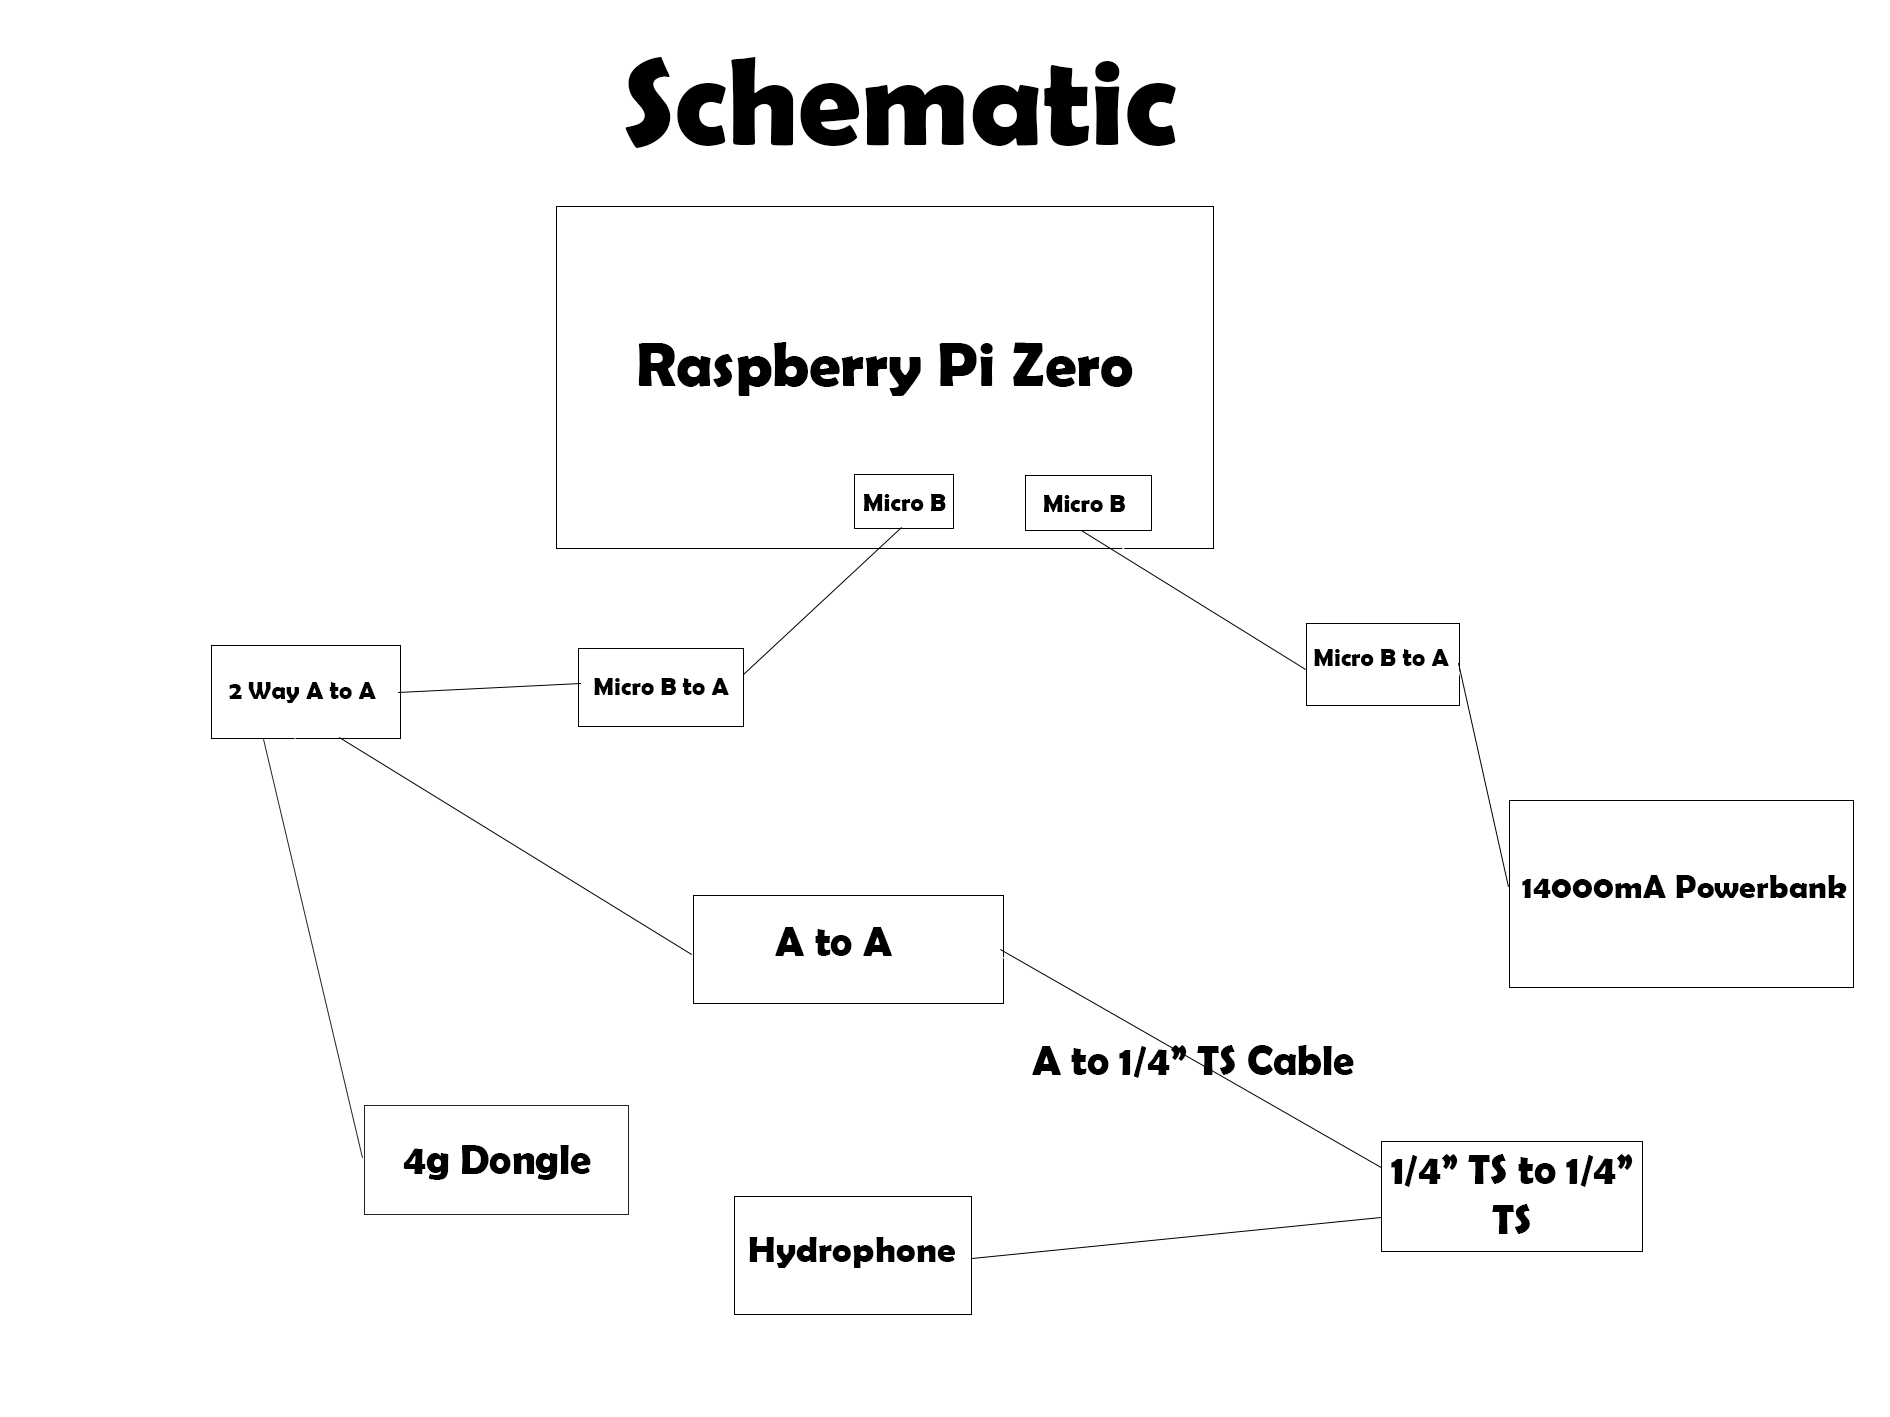 Schematic
Raspberry Pi Zero
Micro B
Micro B
Micro B to A
2 Way A to A
Micro B to A
14000mA Powerbank
A to A
A to 1/4” TS Cable
4g Dongle
1/4” TS to 1/4”
TS
Hydrophone